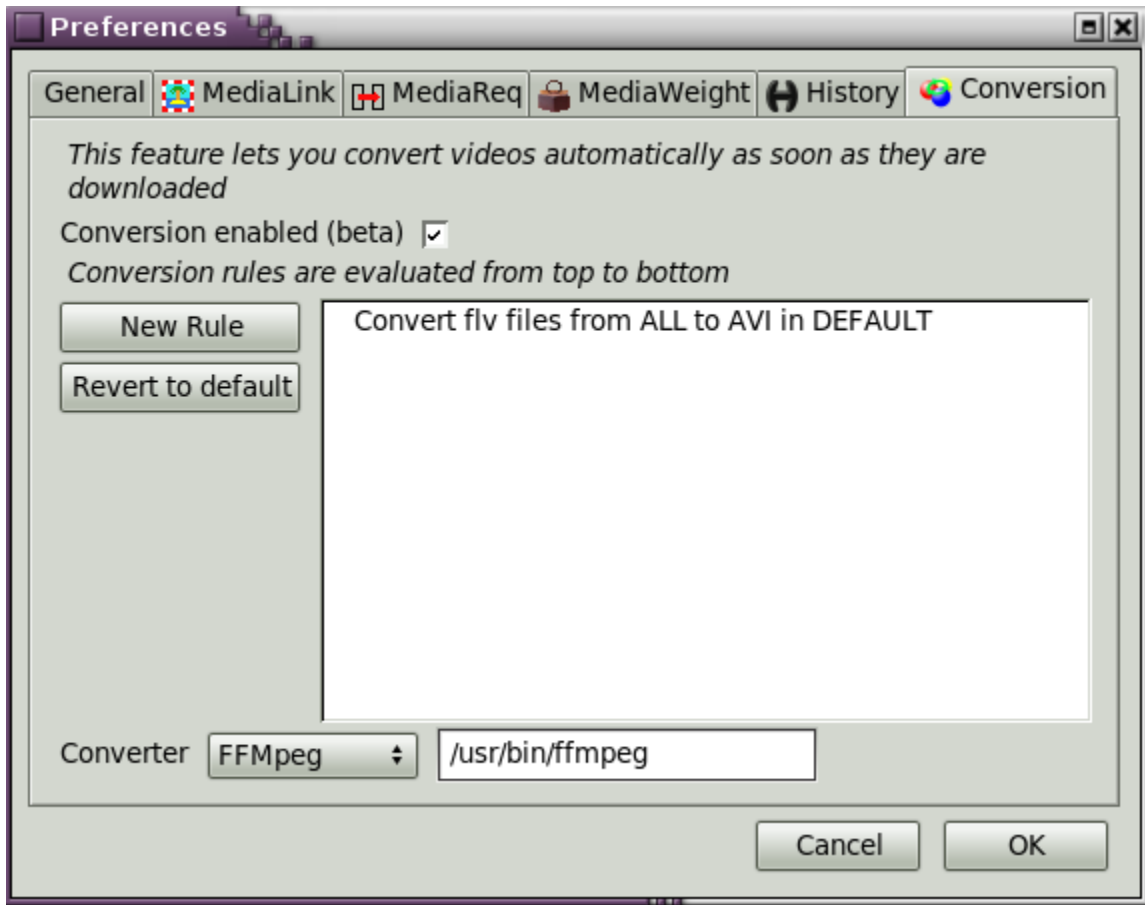 Preferences
General MediaLink MediaReq MediaWeight History Conversion
This feature lets you convert videos automatically as soon as they are
downloaded
Conversion enabled (beta)
Conversion rules are evaluated from top to bottom
New Rule
Convert flv files from ALL to AVI in DEFAULT
Revert to default
Converter FFMpeg /usr/bin/ffmpeg
Cancel OK